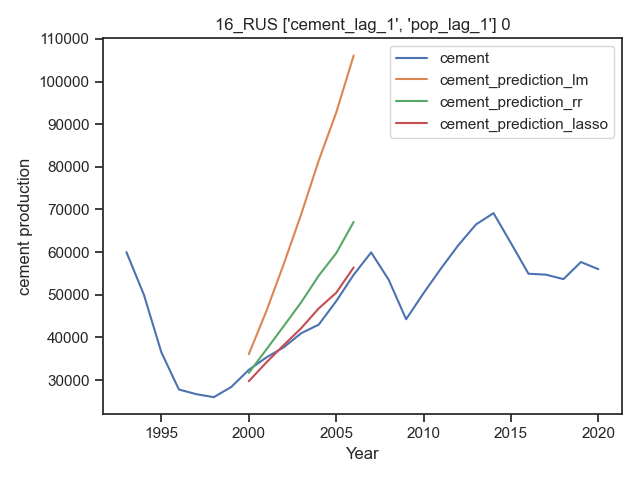 16_RUS ['cement_lag_1', 'pop_lag_1'] 0
110000
100000
90000
80000
70000
60000
50000
40000
30000
cement production
cement
cement_prediction_lm
cement_prediction_rr
cement_prediction_lasso
1995
2000
2005
2010
2015
2020
Year